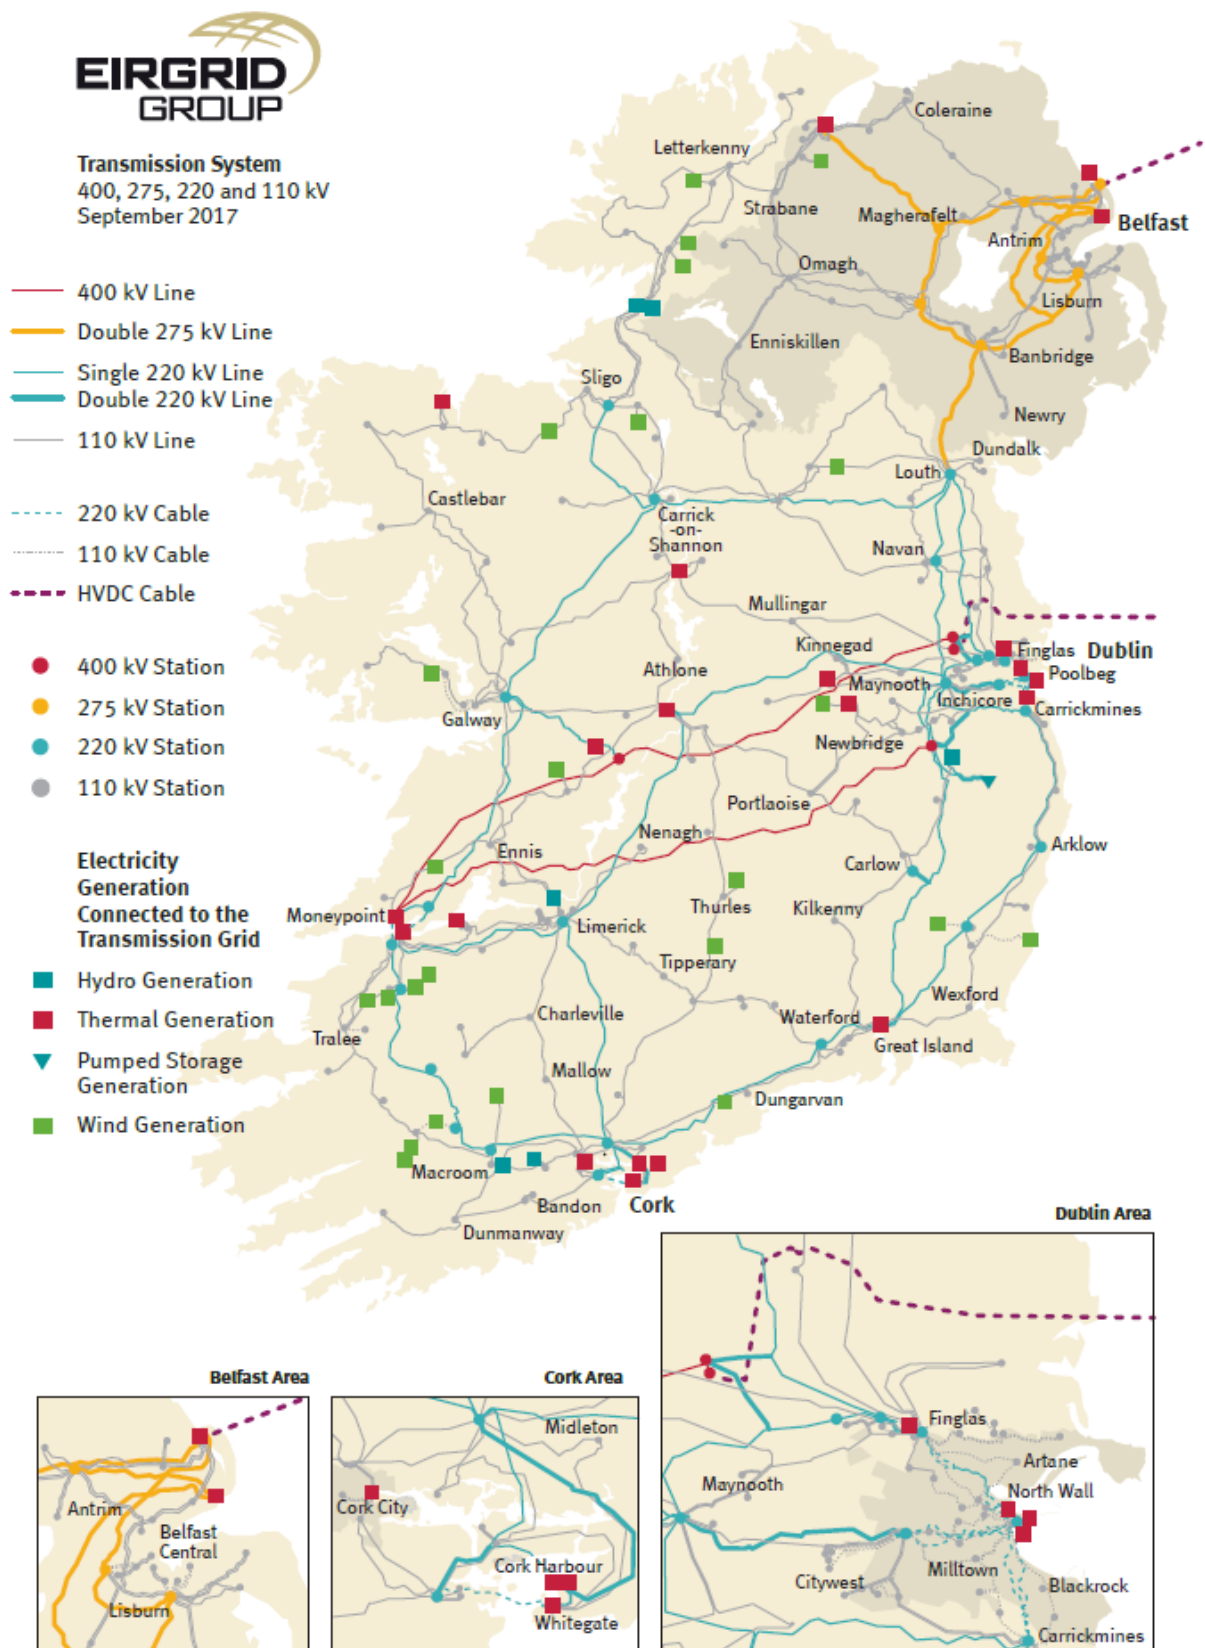 EIRGRID
GROUP
Transmission System
400, 275, 220 and 110 kV
September 2017
400 kV Line
Double 275 kV Line
Single 220 kV Line
Double 220 kV Line
110 kV Line
220 kV Cable
110 kV Cable
HVDC Cable
400 kV Station
275 kV Station
220 kV Station
110 kV Station
Electricity
Generation
Connected to the
Transmission Grid
Hydro Generation
Thermal Generation
Pumped Storage
Generation
Wind Generation
Coleraine
Letterkenny
Strabane
Magherafelt
Belfast
Antrim
Omagh
Lisburn
Enniskillen
Banbridge
Sligo
Newry
Dundalk
Louth
Castlebar
Carrick
-on-
Shannon
Navan
Mullingar
Kinnegad
Finglas
Dublin
Athlone
Poolbeg
Maynooth
Inchicore
Carrickmines
Galway
Newbridge
Portlaoise
Nenagh
Arklow
Ennis
Carlow
Moneypoint
Thurles
Kilkenny
Limerick
Tipperary
Wexford
Charleville
Waterford
Tralee
Great Island
Mallow
Dungarvan
Macroom
Bandon
Cork
Dunmanway
Dublin Area
Finglas
Artane
Maynooth
North Wall
Milltown
Citywest
Blackrock
Carrickmines
Belfast Area
Antrim
Belfast
Central
Lisburn
Cork Area
Midleton
Cork City
Cork Harbour
Whitegate